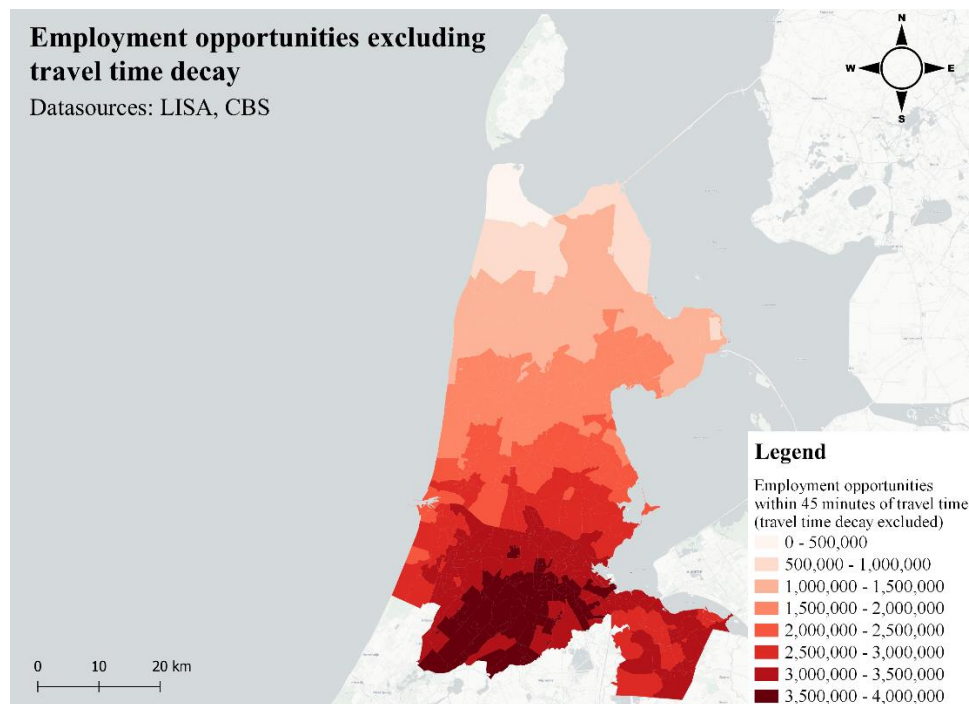 Employment opportunities excluding
travel time decay
Datasources: LISA, CBS
N
W
E
S
Legend
Employment opportunities
within 45 minutes of travel time
(travel time decay excluded)
0 - 500,000
500,000 - 1,000,000
1,000,000 - 1,500,000
1,500,000 - 2,000,000
2,000,000 - 2,500,000
2,500,000 - 3,000,000
3,000,000 - 3,500,000
3,500,000 - 4,000,000
0 10 20 km